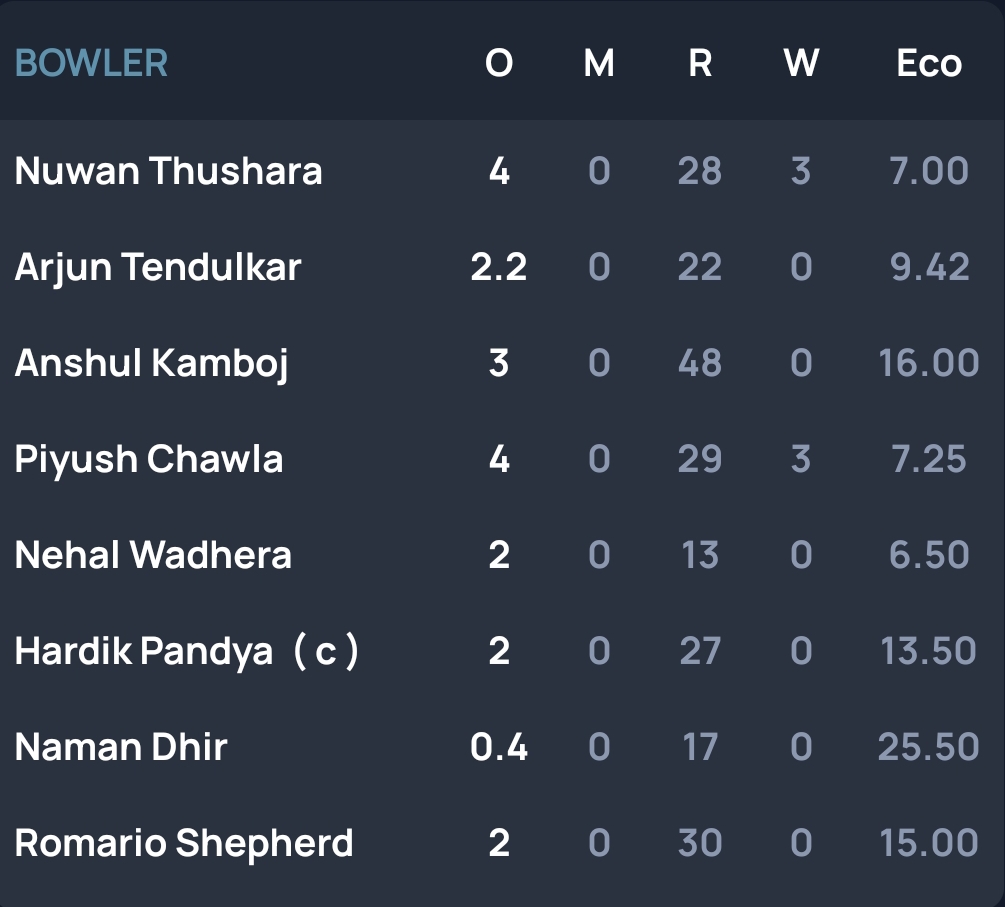 BOWLER O M R W Eco
Nuwan Thushara 4 0 28 3 7.00
Arjun Tendulkar 2.2 0 22 0 9.42
Anshul Kamboj 3 0 48 0 16.00
Piyush Chawla 4 0 29 3 7.25
Nehal Wadhera 2 0 13 0 6.50
Hardik Pandya ( c ) 2 0 27 0 13.50
Naman Dhir 0.4 0 17 0 25.50
Romario Shepherd 2 0 30 0 15.00